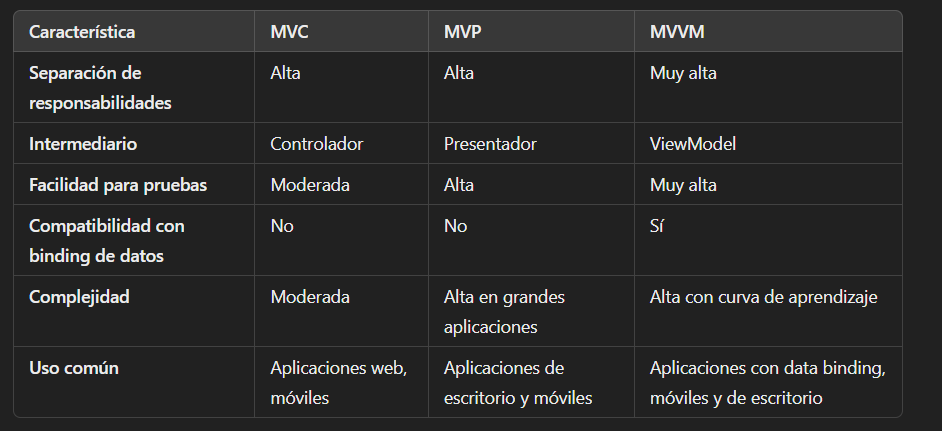 Característica MVC MVP MVVM
Separación de responsabilidades Alta Alta Muy alta
Intermediario Controlador Presentador ViewModel
Facilidad para pruebas Moderada Alta Muy alta
Compatibilidad con binding de datos No No Sí
Complejidad Moderada Alta en grandes aplicaciones Alta con curva de aprendizaje
Uso común Aplicaciones web, móviles Aplicaciones de escritorio y móviles Aplicaciones con data binding, móviles y de escritorio